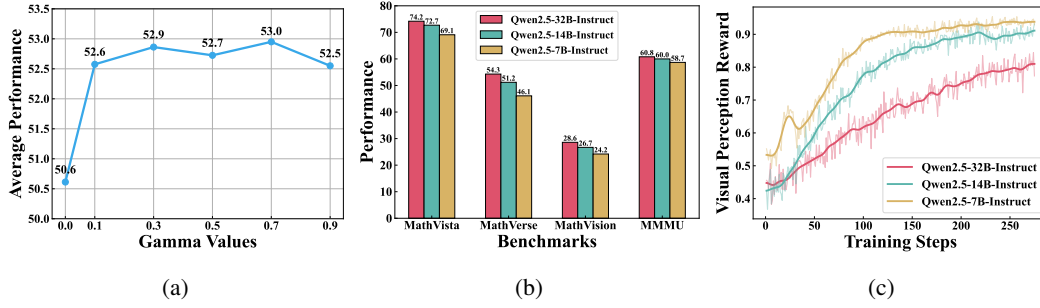 53.5
53.0
52.5
52.0
51.5
51.0
50.5
50.0
Average Performance
50.6
52.6
52.9
52.7
53.0
52.5
0.0 0.1 0.3 0.5 0.7 0.9
Gamma Values
(a)
80
70
60
50
40
30
20
10
0
Performance
Qwen2.5-32B-Instruct
Qwen2.5-14B-Instruct
Qwen2.5-7B-Instruct
74.2 72.7 69.1
54.3 51.2 46.1
28.6 26.7 24.2
60.8 60.0 58.7
MathVista MathVerse MathVision MMMU
Benchmarks
(b)
0.9
0.8
0.7
0.6
0.5
0.4
Visual Perception Reward
Qwen2.5-32B-Instruct
Qwen2.5-14B-Instruct
Qwen2.5-7B-Instruct
0 50 100 150 200 250
Training Steps
(c)